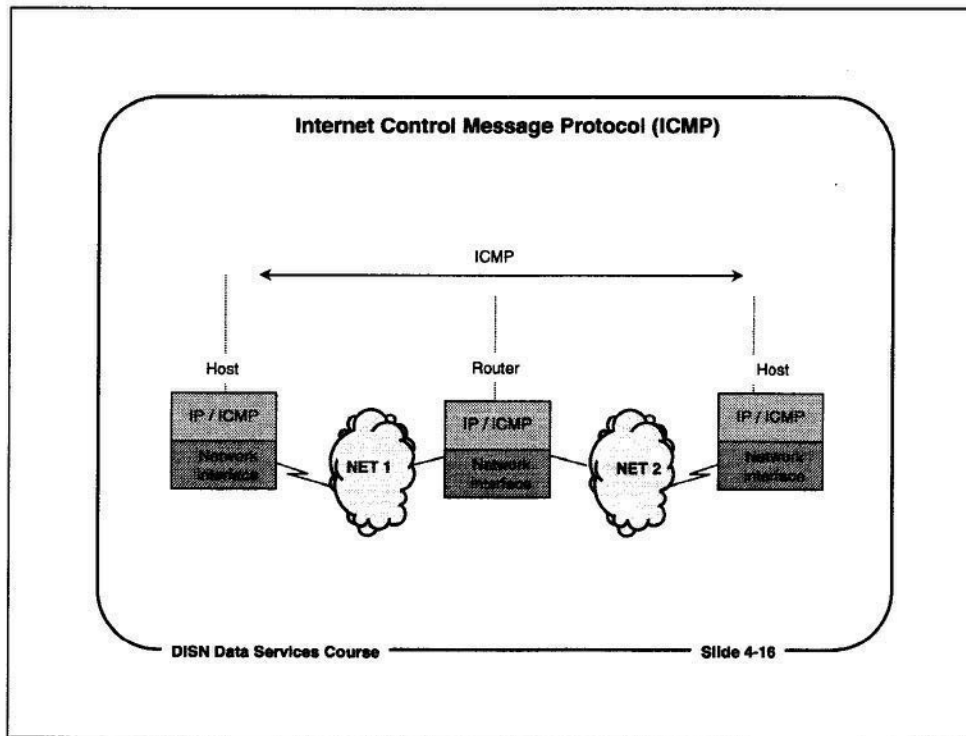 Internet Control Message Protocol (ICMP)
ICMP
Host
Router
Host
IP / ICMP
Network
Interface
NET 1
IP / ICMP
Network
Interface
NET 2
IP / ICMP
Network
Interface
DISN Data Services Course
Slide 4-16